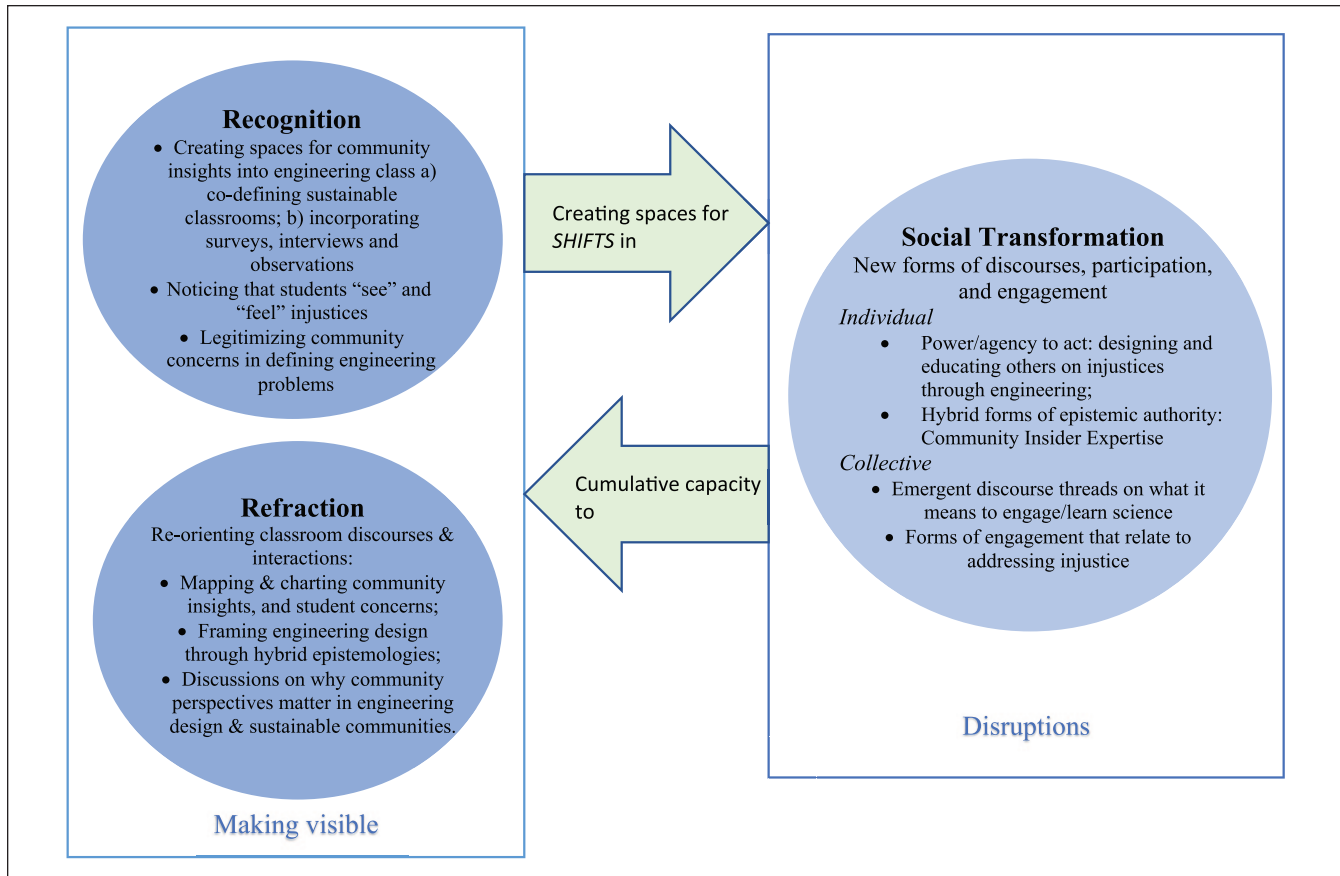 Recognition
• Creating spaces for community
insights into engineering class a)
co-defining sustainable
classrooms; b) incorporating
surveys, interviews and
observations
• Noticing that students “see” and
“feel” injustices
• Legitimizing community
concerns in defining engineering
problems
Refraction
Re-orienting classroom discourses &
interactions:
• Mapping & charting community
insights, and student concerns;
• Framing engineering design
through hybrid epistemologies;
• Discussions on why community
perspectives matter in engineering
design & sustainable communities.
Making visible
Creating spaces for
SHIFTS in
Cumulative capacity
to
Social Transformation
New forms of discourses, participation,
and engagement
Individual
• Power/agency to act: designing and
educating others on injustices
through engineering;
• Hybrid forms of epistemic authority:
Community Insider Expertise
Collective
• Emergent discourse threads on what it
means to engage/learn science
• Forms of engagement that relate to
addressing injustice
Disruptions